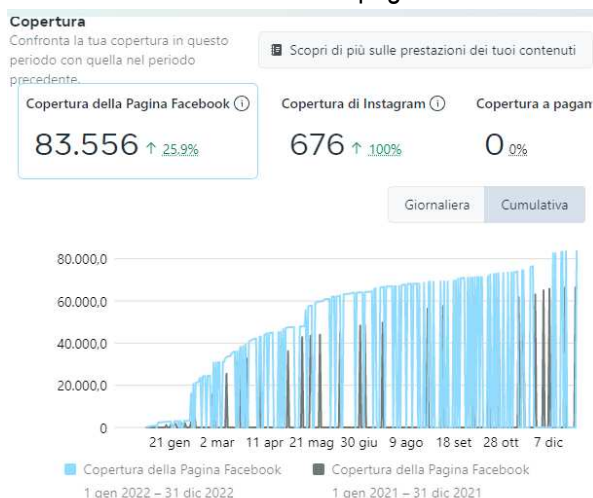 Copertura
Confronta la tua copertura in questo
periodo con quella nel periodo
precedente.
Scopri di più sulle prestazioni dei tuoi contenuti
Copertura della Pagina Facebook
83.556 ↑ 25,9%
Copertura di Instagram
676 ↑ 100%
Copertura a pagam
0 0%
Giornaliera
Cumulativa
80.000,0
60.000,0
40.000,0
20.000,0
0
21 gen 2 mar 11 apr 21 mag 30 giu 9 ago 18 set 28 ott 7 dic
Copertura della Pagina Facebook
1 gen 2022 – 31 dic 2022
Copertura della Pagina Facebook
1 gen 2021 – 31 dic 2021